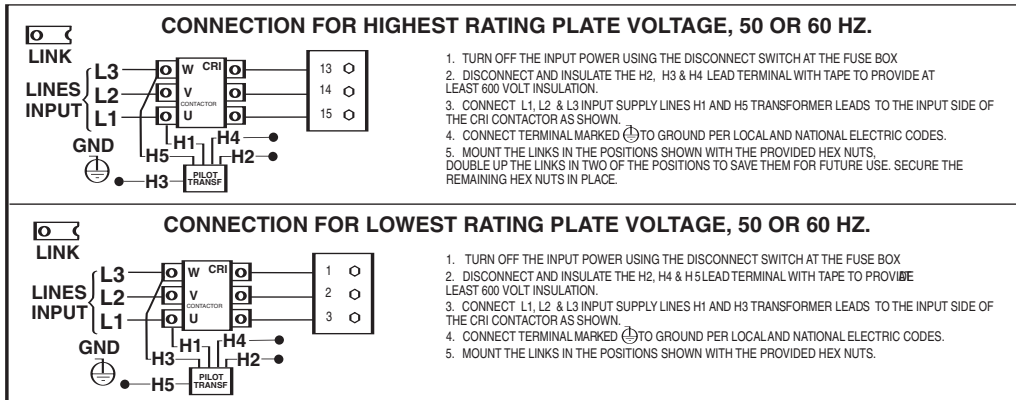 CONNECTION FOR HIGHEST RATING PLATE VOLTAGE, 50 OR 60 HZ.
LINK
LINES
INPUT
L3
L2
L1
W CRI
V
CONTACTOR
U
13
14
15
GND
H1
H4
H5
H2
H3
PILOT
TRANSF
1. TURN OFF THE INPUT POWER USING THE DISCONNECT SWITCH AT THE FUSE BOX
2. DISCONNECT AND INSULATE THE H2, H3 & H4 LEAD TERMINAL WITH TAPE TO PROVIDE AT
LEAST 600 VOLT INSULATION.
3. CONNECT L1, L2 & L3 INPUT SUPPLY LINES H1 AND H5 TRANSFORMER LEADS TO THE INPUT SIDE OF
THE CRI CONTACTOR AS SHOWN.
4. CONNECT TERMINAL MARKED TO GROUND PER LOCAL AND NATIONAL ELECTRIC CODES.
5. MOUNT THE LINKS IN THE POSITIONS SHOWN WITH THE PROVIDED HEX NUTS,
DOUBLE UP THE LINKS IN TWO OF THE POSITIONS TO SAVE THEM FOR FUTURE USE. SECURE THE
REMAINING HEX NUTS IN PLACE.
CONNECTION FOR LOWEST RATING PLATE VOLTAGE, 50 OR 60 HZ.
LINK
LINES
INPUT
L3
L2
L1
W CRI
V
CONTACTOR
U
1
2
3
GND
H1
H4
H3
H2
H5
PILOT
TRANSF
1. TURN OFF THE INPUT POWER USING THE DISCONNECT SWITCH AT THE FUSE BOX
2. DISCONNECT AND INSULATE THE H2, H4 & H5 LEAD TERMINAL WITH TAPE TO PROVIDE
LEAST 600 VOLT INSULATION.
3. CONNECT L1, L2 & L3 INPUT SUPPLY LINES H1 AND H3 TRANSFORMER LEADS TO THE INPUT SIDE OF
THE CRI CONTACTOR AS SHOWN.
4. CONNECT TERMINAL MARKED TO GROUND PER LOCAL AND NATIONAL ELECTRIC CODES.
5. MOUNT THE LINKS IN THE POSITIONS SHOWN WITH THE PROVIDED HEX NUTS.